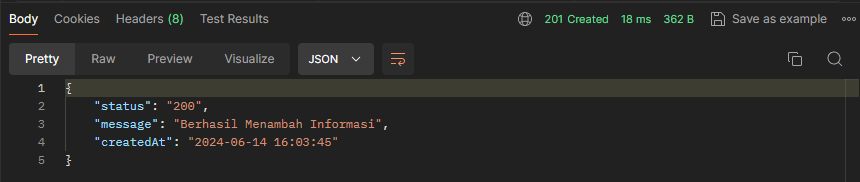 Body Cookies Headers (8) Test Results 201 Created 18 ms 362 B Save as example
Pretty Raw Preview Visualize JSON
1 {
2 "status": "200",
3 "message": "Berhasil Menambah Informasi",
4 "createdAt": "2024-06-14 16:03:45"
5 }